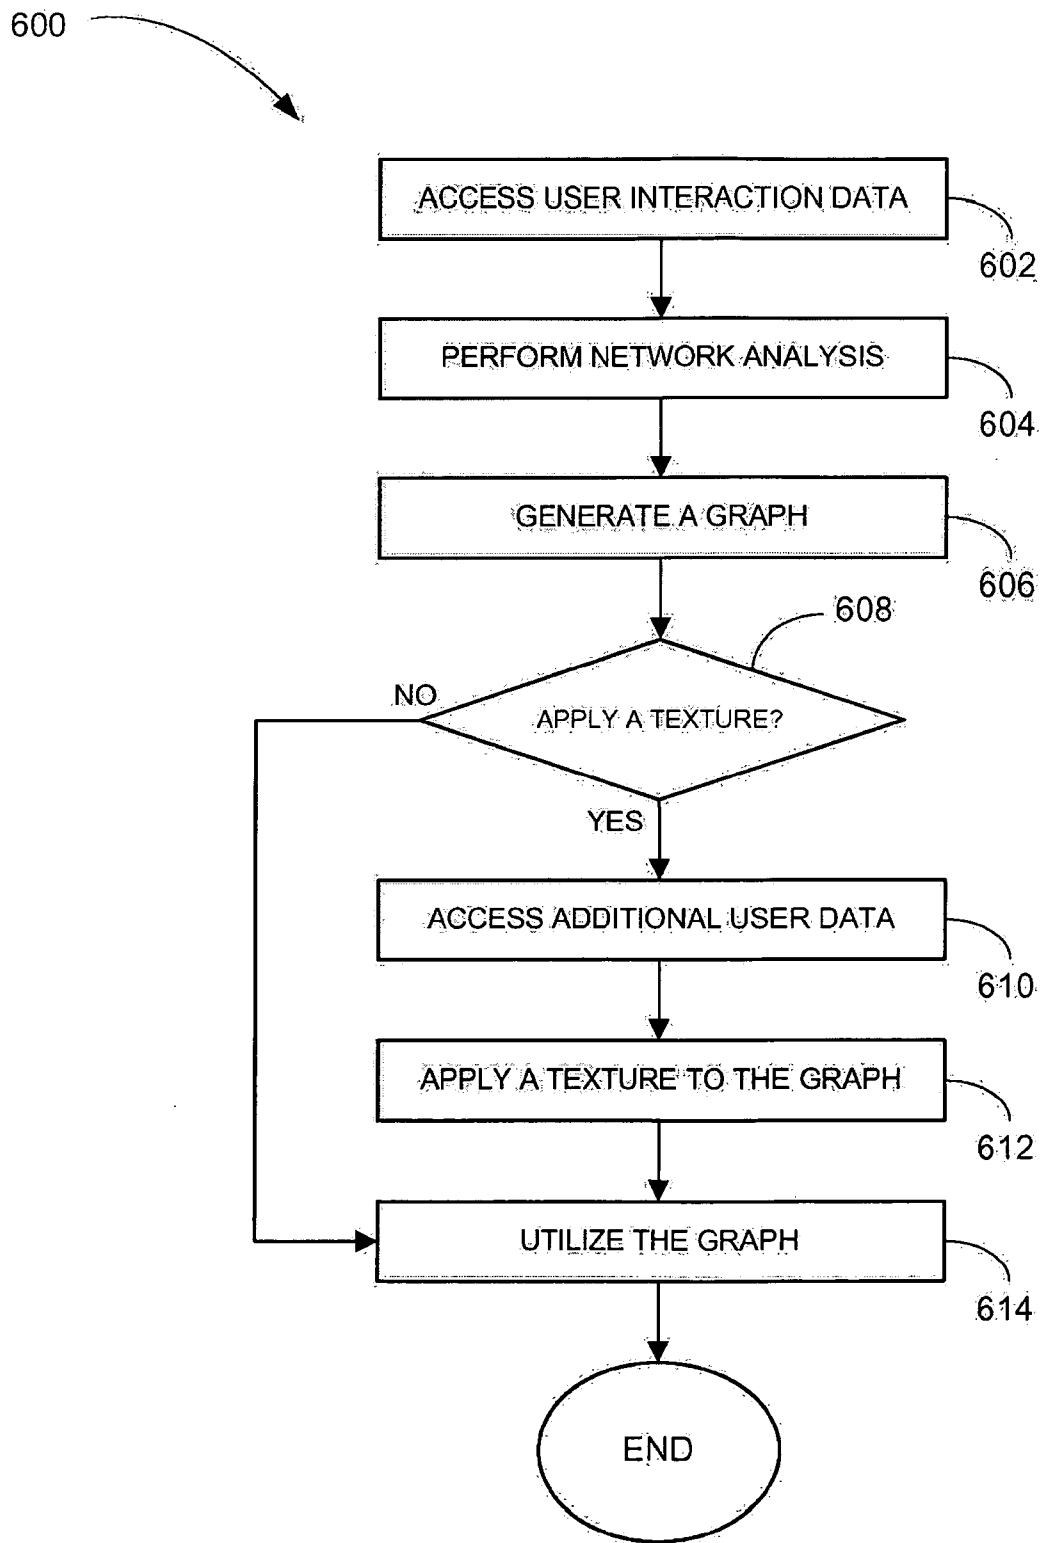 600
ACCESS USER INTERACTION DATA
602
PERFORM NETWORK ANALYSIS
604
GENERATE A GRAPH
606
608
NO
APPLY A TEXTURE?
YES
ACCESS ADDITIONAL USER DATA
610
APPLY A TEXTURE TO THE GRAPH
612
UTILIZE THE GRAPH
614
END